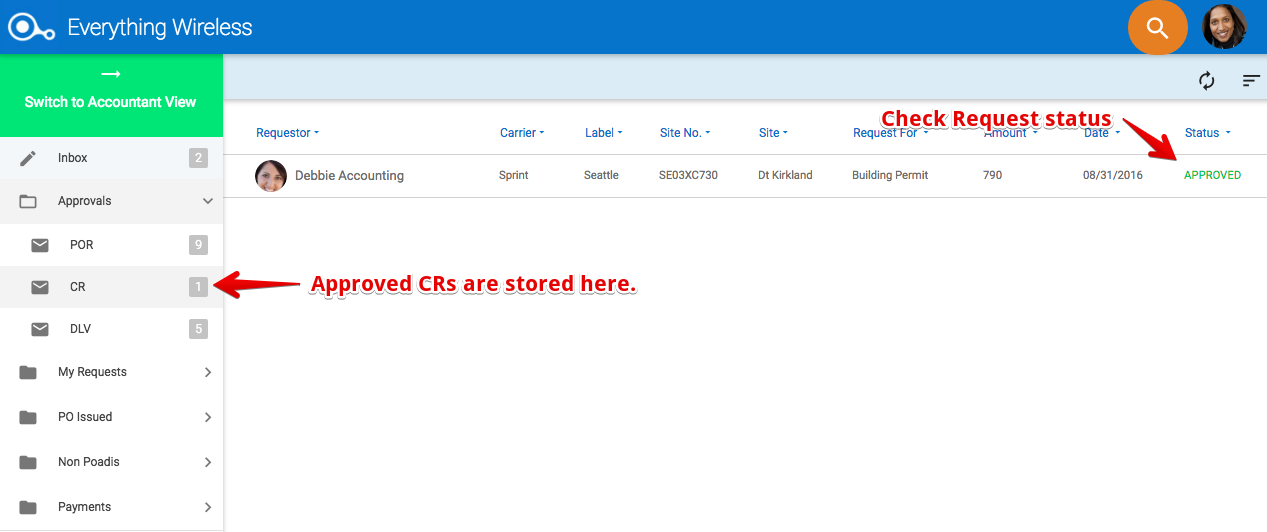 Everything Wireless
Switch to Accountant View
Check Request status
Requestor Carrier Label Site No. Site Request For Amount Date Status
Inbox 2
Debbie Accounting Sprint Seattle SE03XC730 Dt Kirkland Building Permit 790 08/31/2016 APPROVED
Approvals
POR 9
CR 1
Approved CRs are stored here.
DLV 5
My Requests
PO Issued
Non Poadis
Payments